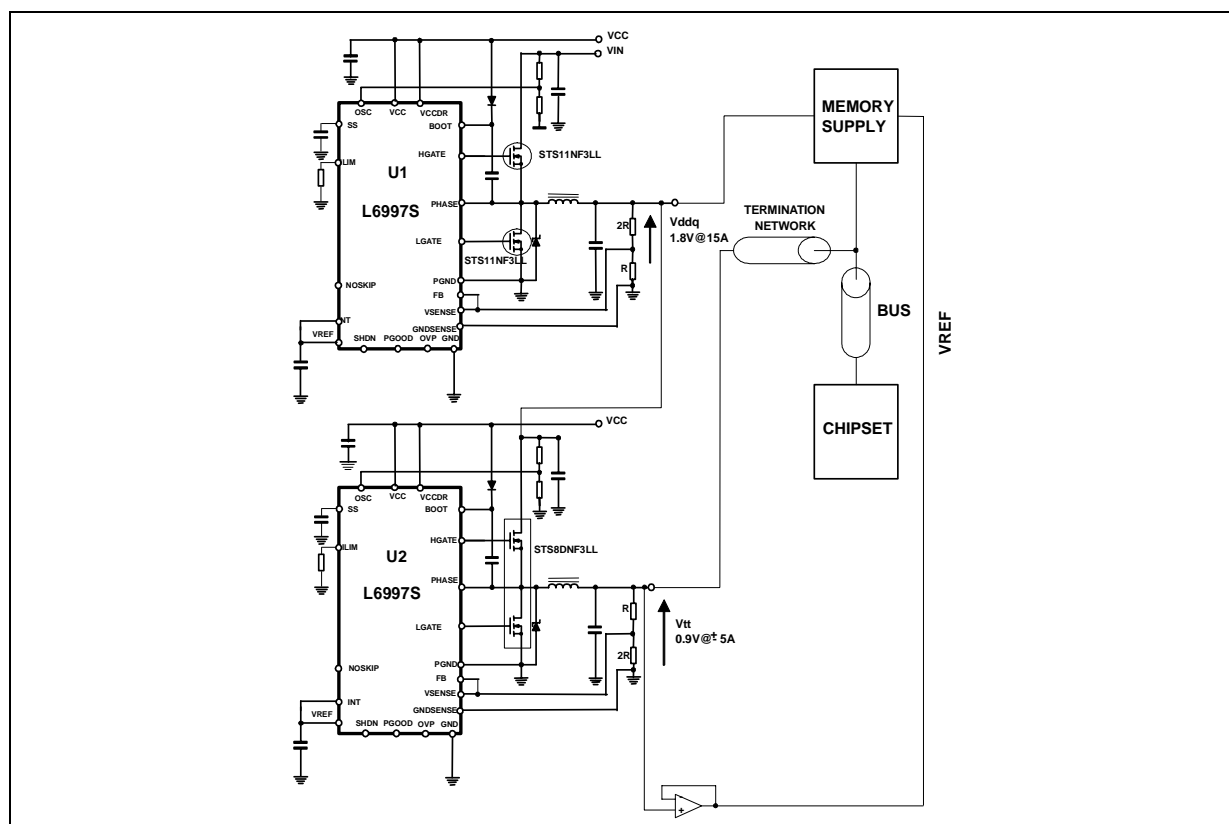 VCC
VIN
OSC
VCC
VCCDR
SS
BOOT
ILIM
HGATE
STS11NF3LL
U1
L6997S
PHASE
LGATE
STS11NF3LL
2R
R
Vddq
1.8V@15A
PGND
FB
NOSKIP
VSENSE
INT
GNDSENSE
VREF
SHDN
PGOOD
OVP
GND
MEMORY
SUPPLY
TERMINATION
NETWORK
BUS
VREF
CHIPSET
VCC
OSC
VCC
VCCDR
SS
BOOT
ILIM
HGATE
STS8DNF3LL
U2
L6997S
PHASE
LGATE
R
2R
Vtt
0.9V@± 5A
PGND
NOSKIP
FB
VSENSE
INT
GNDSENSE
VREF
SHDN
PGOOD
OVP
GND
-
+